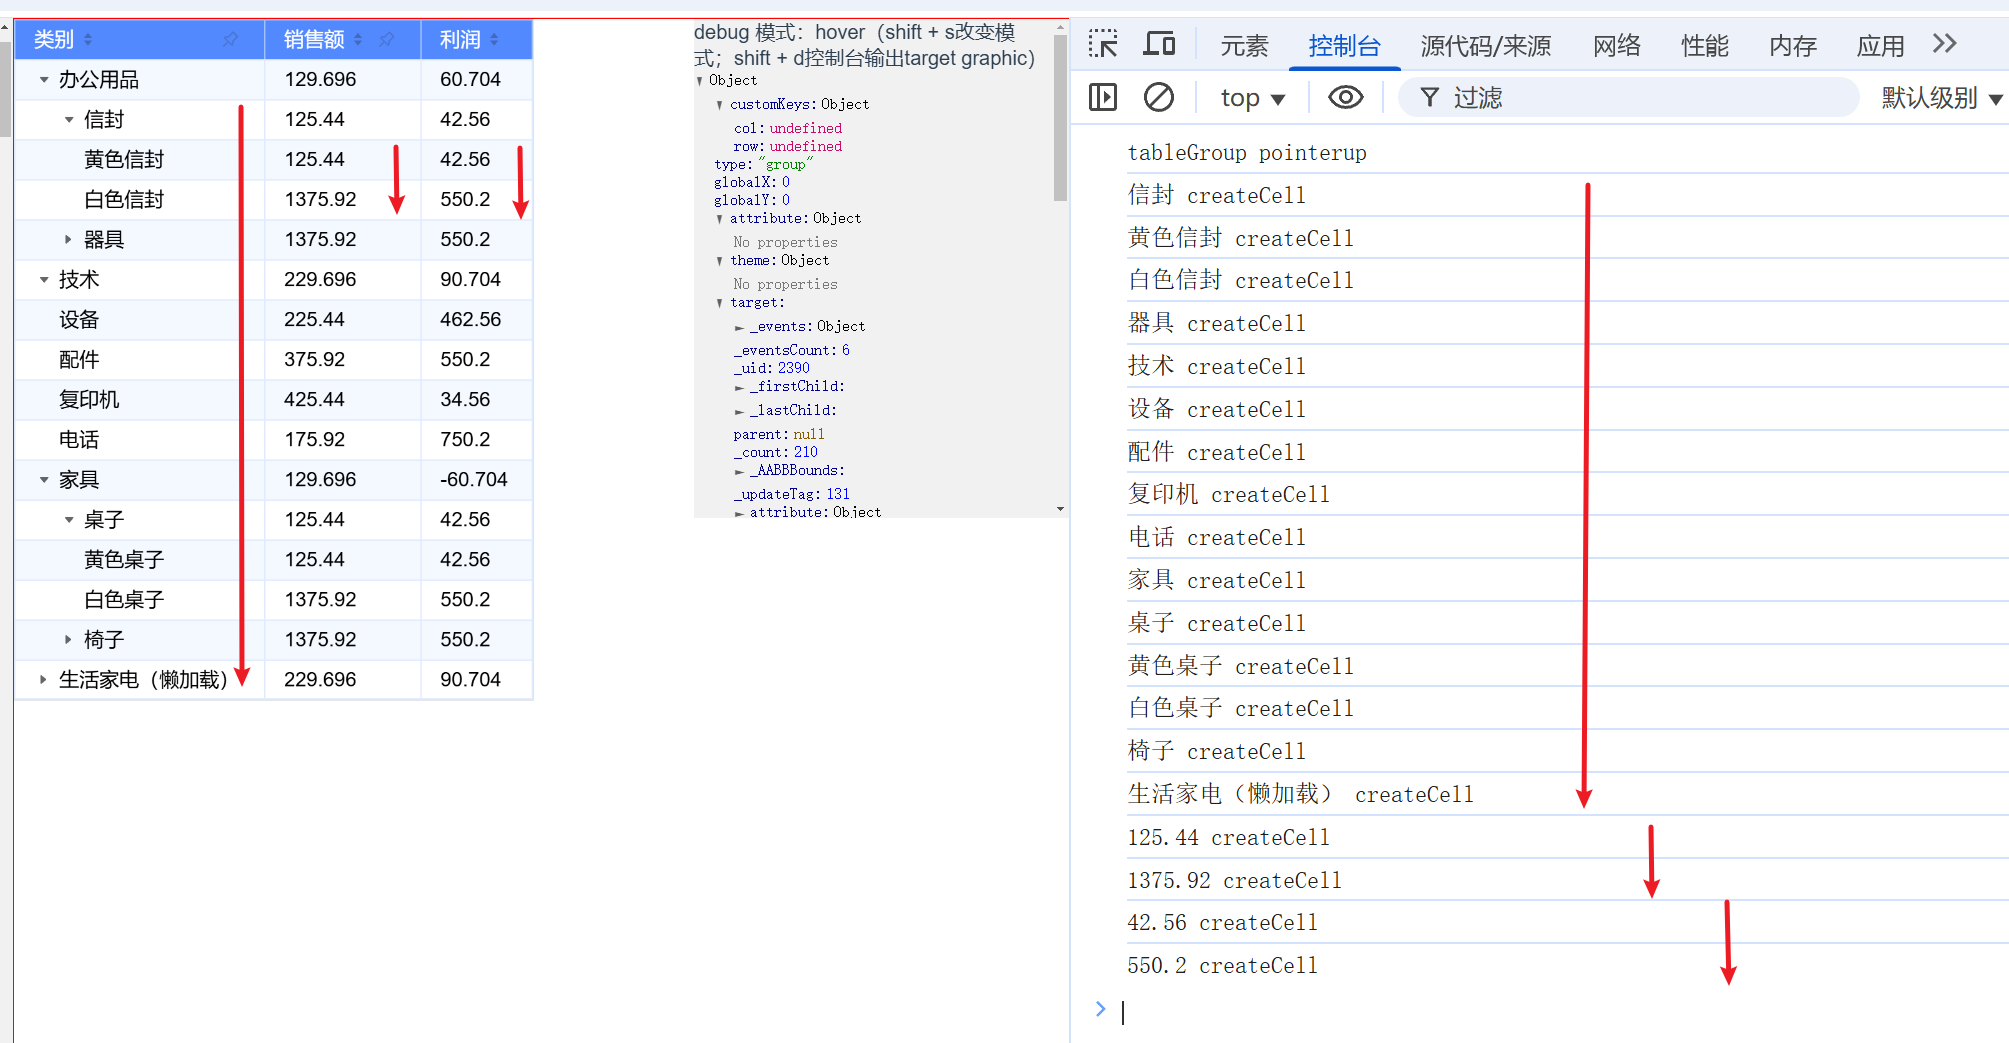 类别 销售额 利润
办公用品 129.696 60.704
信封 125.44 42.56
黄色信封 125.44 42.56
白色信封 1375.92 550.2
器具 1375.92 550.2
技术 229.696 90.704
设备 225.44 462.56
配件 375.92 550.2
复印机 425.44 34.56
电话 175.92 750.2
家具 129.696 -60.704
桌子 125.44 42.56
黄色桌子 125.44 42.56
白色桌子 1375.92 550.2
椅子 1375.92 550.2
生活家电（懒加载） 229.696 90.704
debug 模式：hover（shift + s改变模
式；shift + d控制台输出target graphic）
Object
customKeys: Object
col: undefined
row: undefined
type: "group"
globalX: 0
globalY: 0
attribute: Object
No properties
theme: Object
No properties
target:
_events: Object
_eventsCount: 6
_uid: 2390
_firstChild:
_lastChild:
parent: null
_count: 210
_AABBBounds:
_updateTag: 131
attribute: Object
元素 控制台 源代码/来源 网络 性能 内存 应用
top 过滤 默认级别
tableGroup pointerup
信封 createCell
黄色信封 createCell
白色信封 createCell
器具 createCell
技术 createCell
设备 createCell
配件 createCell
复印机 createCell
电话 createCell
家具 createCell
桌子 createCell
黄色桌子 createCell
白色桌子 createCell
椅子 createCell
生活家电（懒加载） createCell
125.44 createCell
1375.92 createCell
42.56 createCell
550.2 createCell